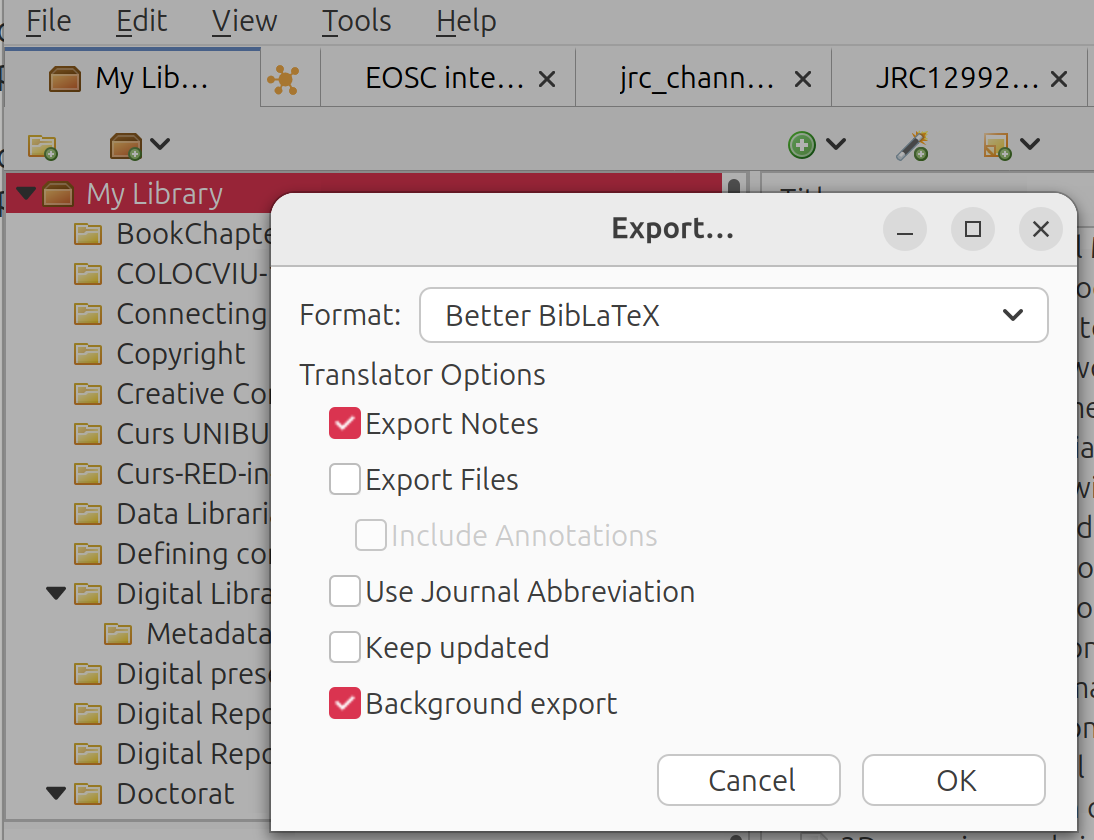 File Edit View Tools Help
My Lib... EOSC inte... jrc_chann... JRC12992...
My Library
BookChapte
COLOCVIU-
Connecting
Copyright
Creative Co
Curs UNIBU
Curs-RED-in
Data Librari
Defining co
Digital Libra
Metadata
Digital prese
Digital Repo
Digital Repo
Doctorat
Export...
Format: Better BibLaTeX
Translator Options
Export Notes
Export Files
Include Annotations
Use Journal Abbreviation
Keep updated
Background export
Cancel OK